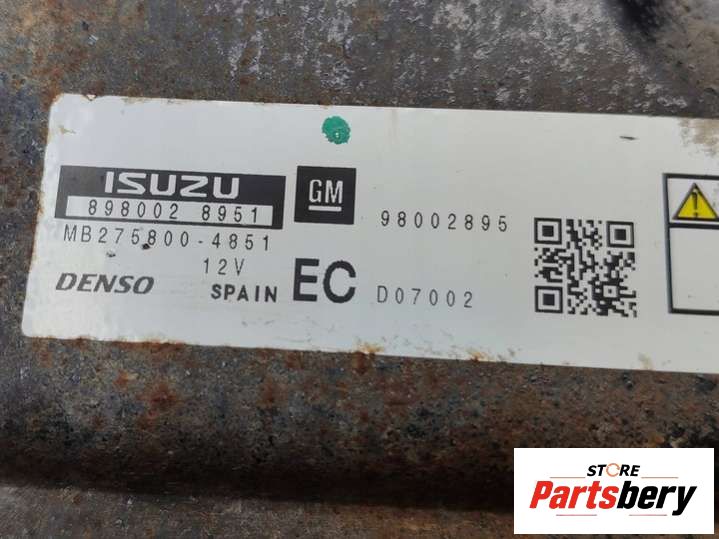 ISUZU
898002 8951
GM
98002895
MB275800-4851
12V
DENSO
SPAIN
EC
D07002
STORE
Partsbery